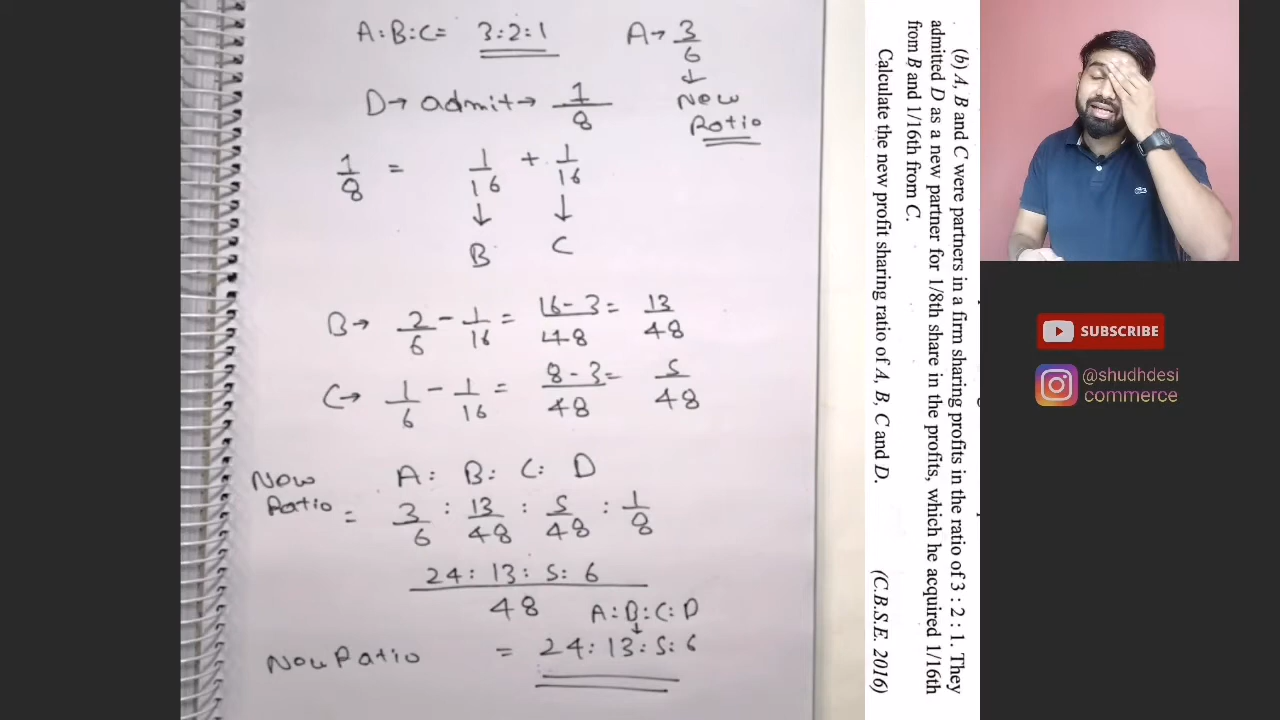 A:B:C= 3:2:1
A→ 3/6
↓
New
Ratio
D→ admit→ 1/8
1/8 = 1/16 + 1/16
↓ ↓
B C
B→ 2/6 - 1/16 = 16-3/48 = 13/48
C→ 1/6 - 1/16 = 8-3/48 = 5/48
New
Ratio =
A: B: C: D
3/6 : 13/48 : 5/48 : 1/8
24: 13: 5: 6
48
A:B:C:D
↓
New Ratio = 24:13:5:6
(b) A, B and C were partners in a firm sharing profits in the ratio of 3 : 2 : 1. They
admitted D as a new partner for 1/8th share in the profits, which he acquired 1/16th
from B and 1/16th from C.
Calculate the new profit sharing ratio of A, B, C and D. (C.B.S.E. 2016)
SUBSCRIBE
@shudhdesi
commerce